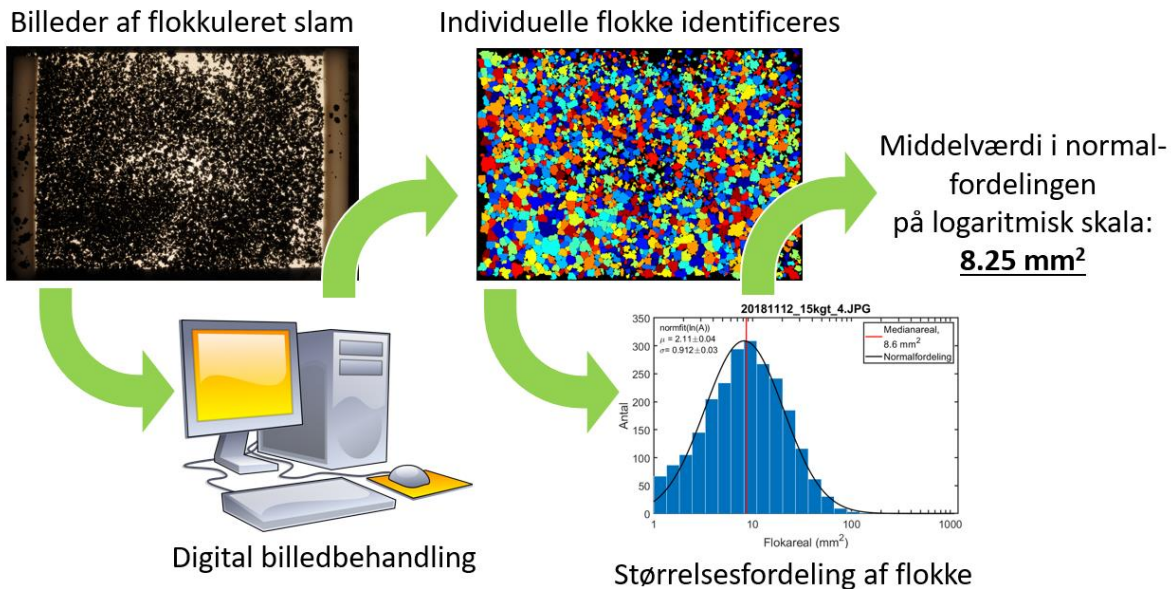 Billeder af flokkuleret slam
Individuelle flokke identificeres
Middelværdi i normal-
fordelingen
på logaritmisk skala:
8.25 mm²
Digital billedbehandling
20181112_15kgt_4.JPG
normfit(ln(A))
μ = 2.11±0.04
σ= 0.912±0.03
Medianareal,
8.6 mm²
Normalfordeling
Antal
350
300
250
200
150
100
50
0
1
10
100
1000
Flokareal (mm²)
Størrelsesfordeling af flokke